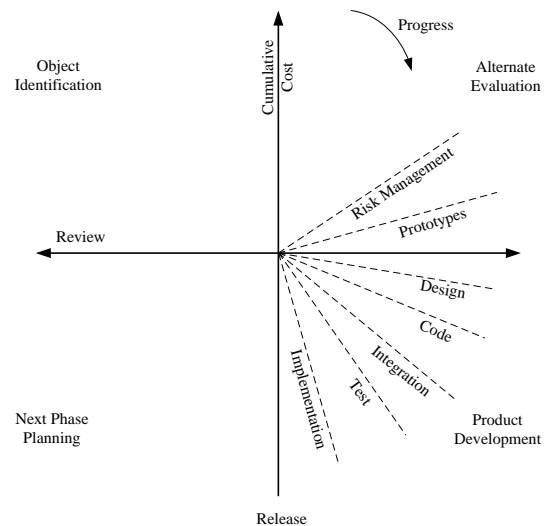 Progress
Object
Identification
Cumulative
Cost
Alternate
Evaluation
Risk Management
Prototypes
Review
Design
Code
Integration
Test
Implementation
Next Phase
Planning
Product
Development
Release